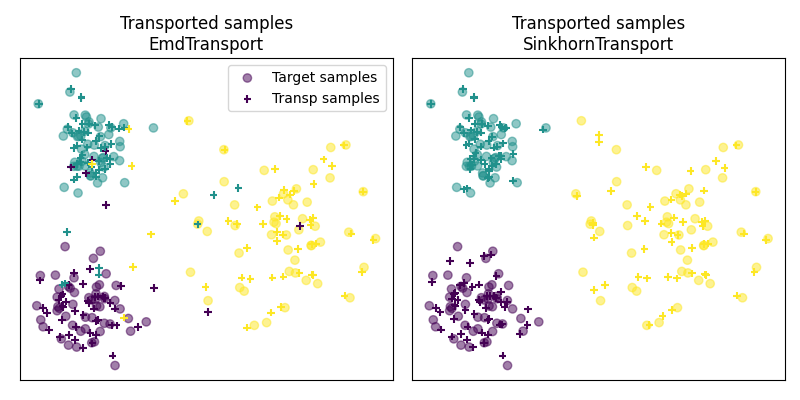 Transported samples
EmdTransport
Target samples
Transp samples
Transported samples
SinkhornTransport